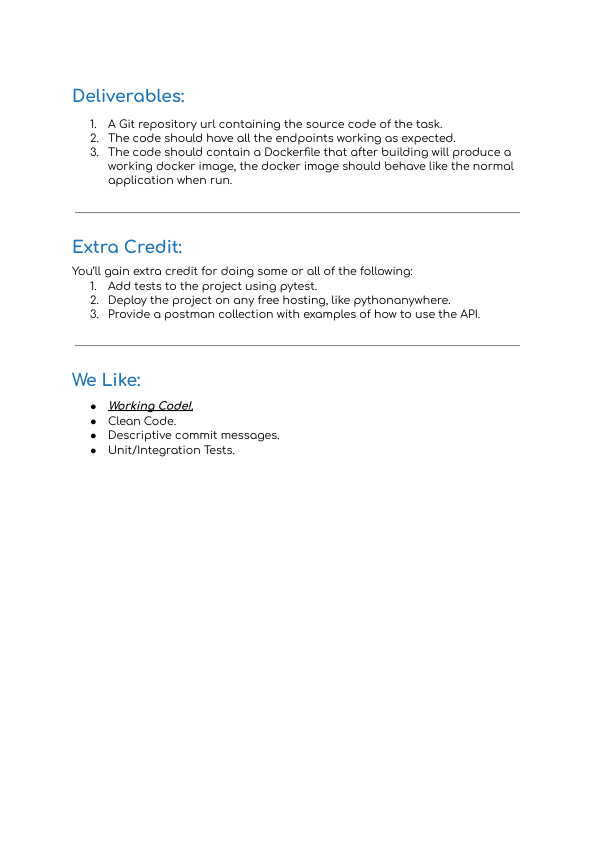 Deliverables:
1. A Git repository url containing the source code of the task.
2. The code should have all the endpoints working as expected.
3. The code should contain a Dockerfile that after building will produce a
working docker image, the docker image should behave like the normal
application when run.
Extra Credit:
You'll gain extra credit for doing some or all of the following:
1. Add tests to the project using pytest.
2. Deploy the project on any free hosting, like pythonanywhere.
3. Provide a postman collection with examples of how to use the API.
We Like:
● Working Code!.
● Clean Code.
● Descriptive commit messages.
● Unit/Integration Tests.